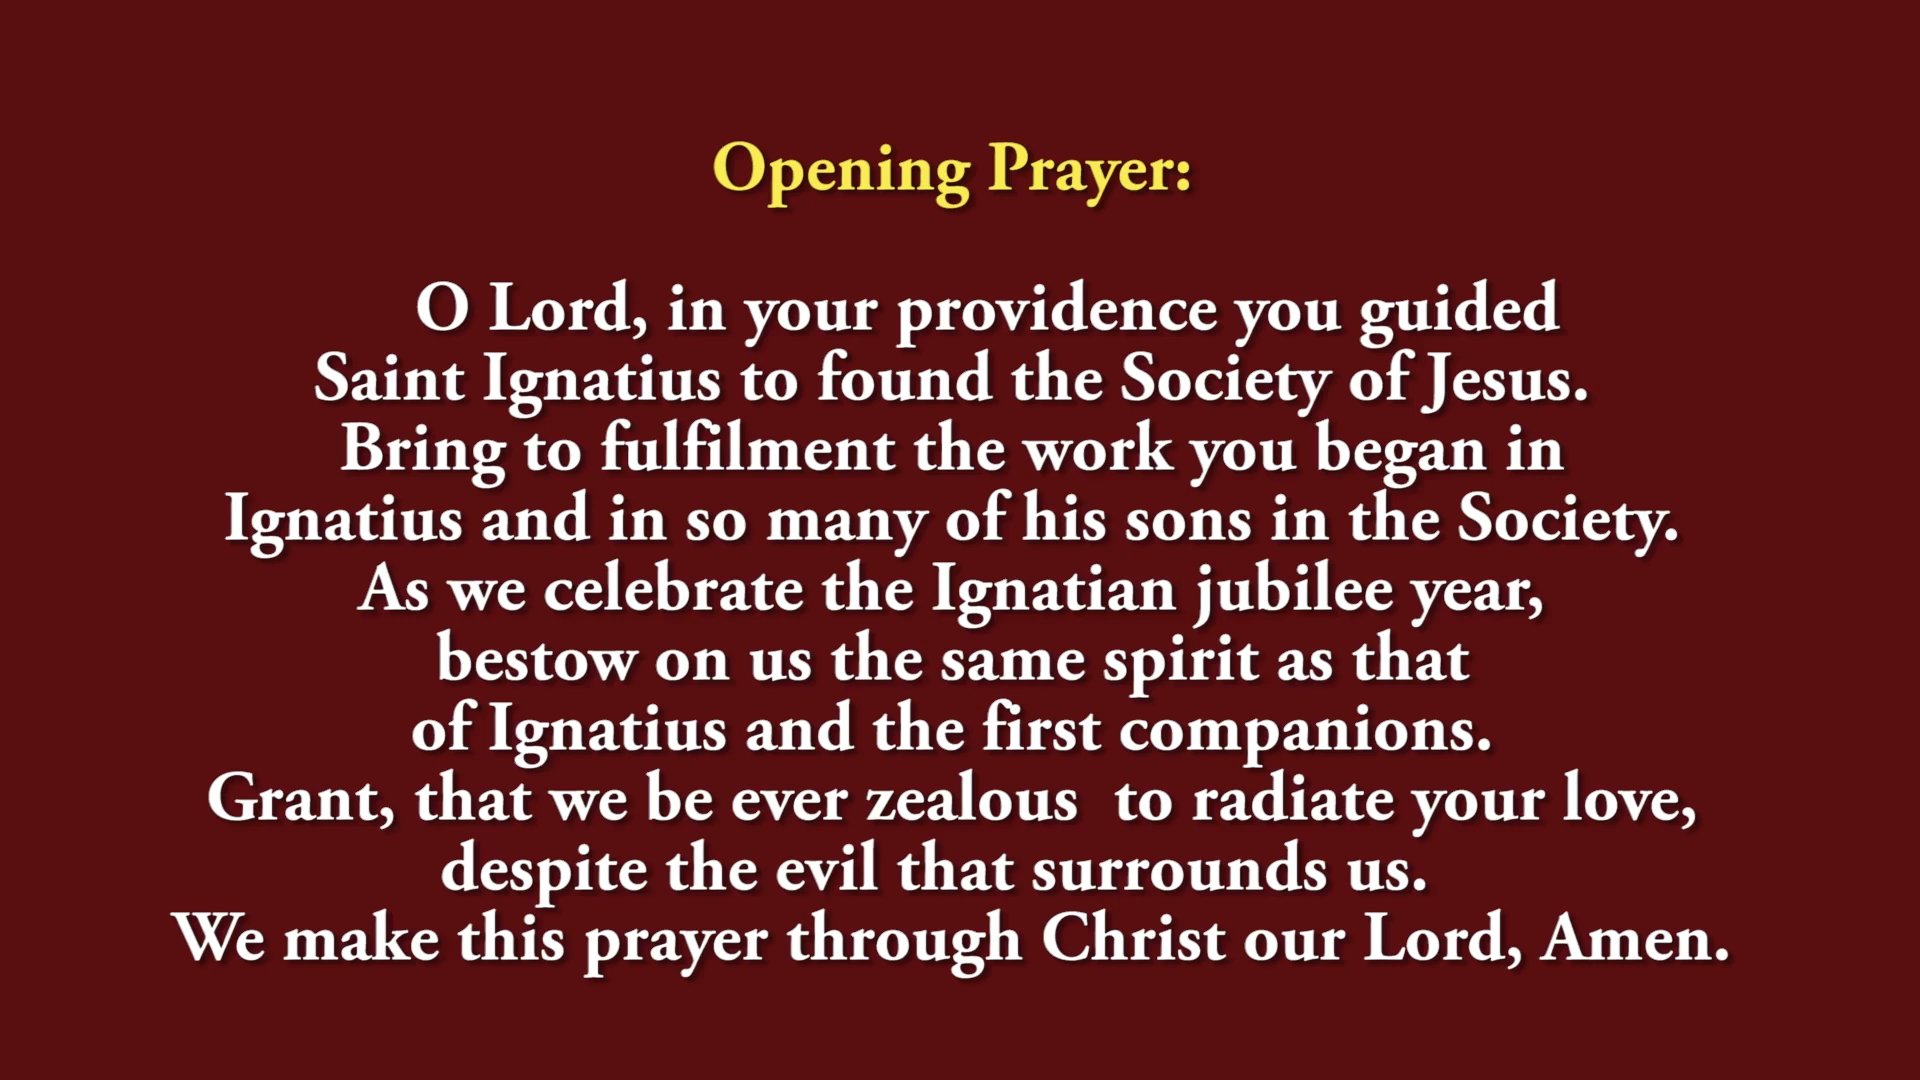 Opening Prayer:
O Lord, in your providence you guided
Saint Ignatius to found the Society of Jesus.
Bring to fulfilment the work you began in
Ignatius and in so many of his sons in the Society.
As we celebrate the Ignatian jubilee year,
bestow on us the same spirit as that
of Ignatius and the first companions.
Grant, that we be ever zealous  to radiate your love,
despite the evil that surrounds us.
We make this prayer through Christ our Lord, Amen.